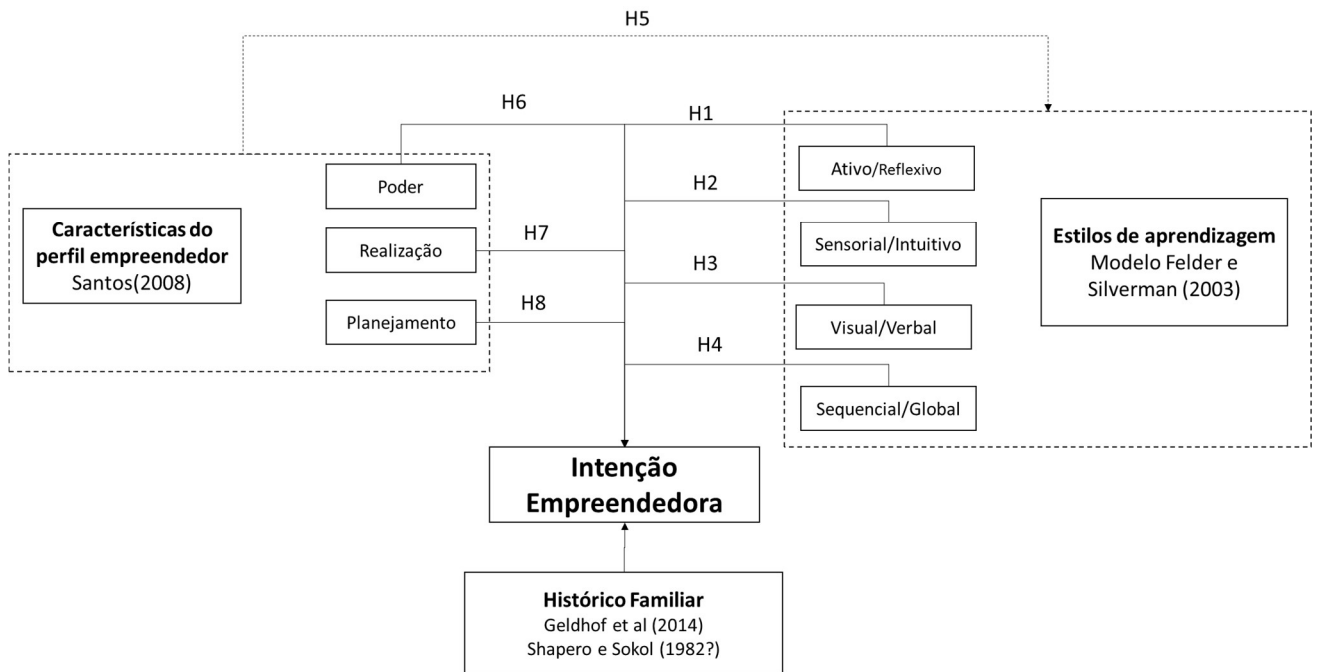 H5
H6
H1
Poder
Ativo/Reflexivo
H2
Características do
perfil empreendedor
Santos(2008)
H7
Realização
Sensorial/Intuitivo
Estilos de aprendizagem
Modelo Felder e
Silverman (2003)
H3
H8
Planejamento
Visual/Verbal
H4
Sequencial/Global
Intenção
Empreendedora
Histórico Familiar
Geldhof et al (2014)
Shapero e Sokol (1982?)